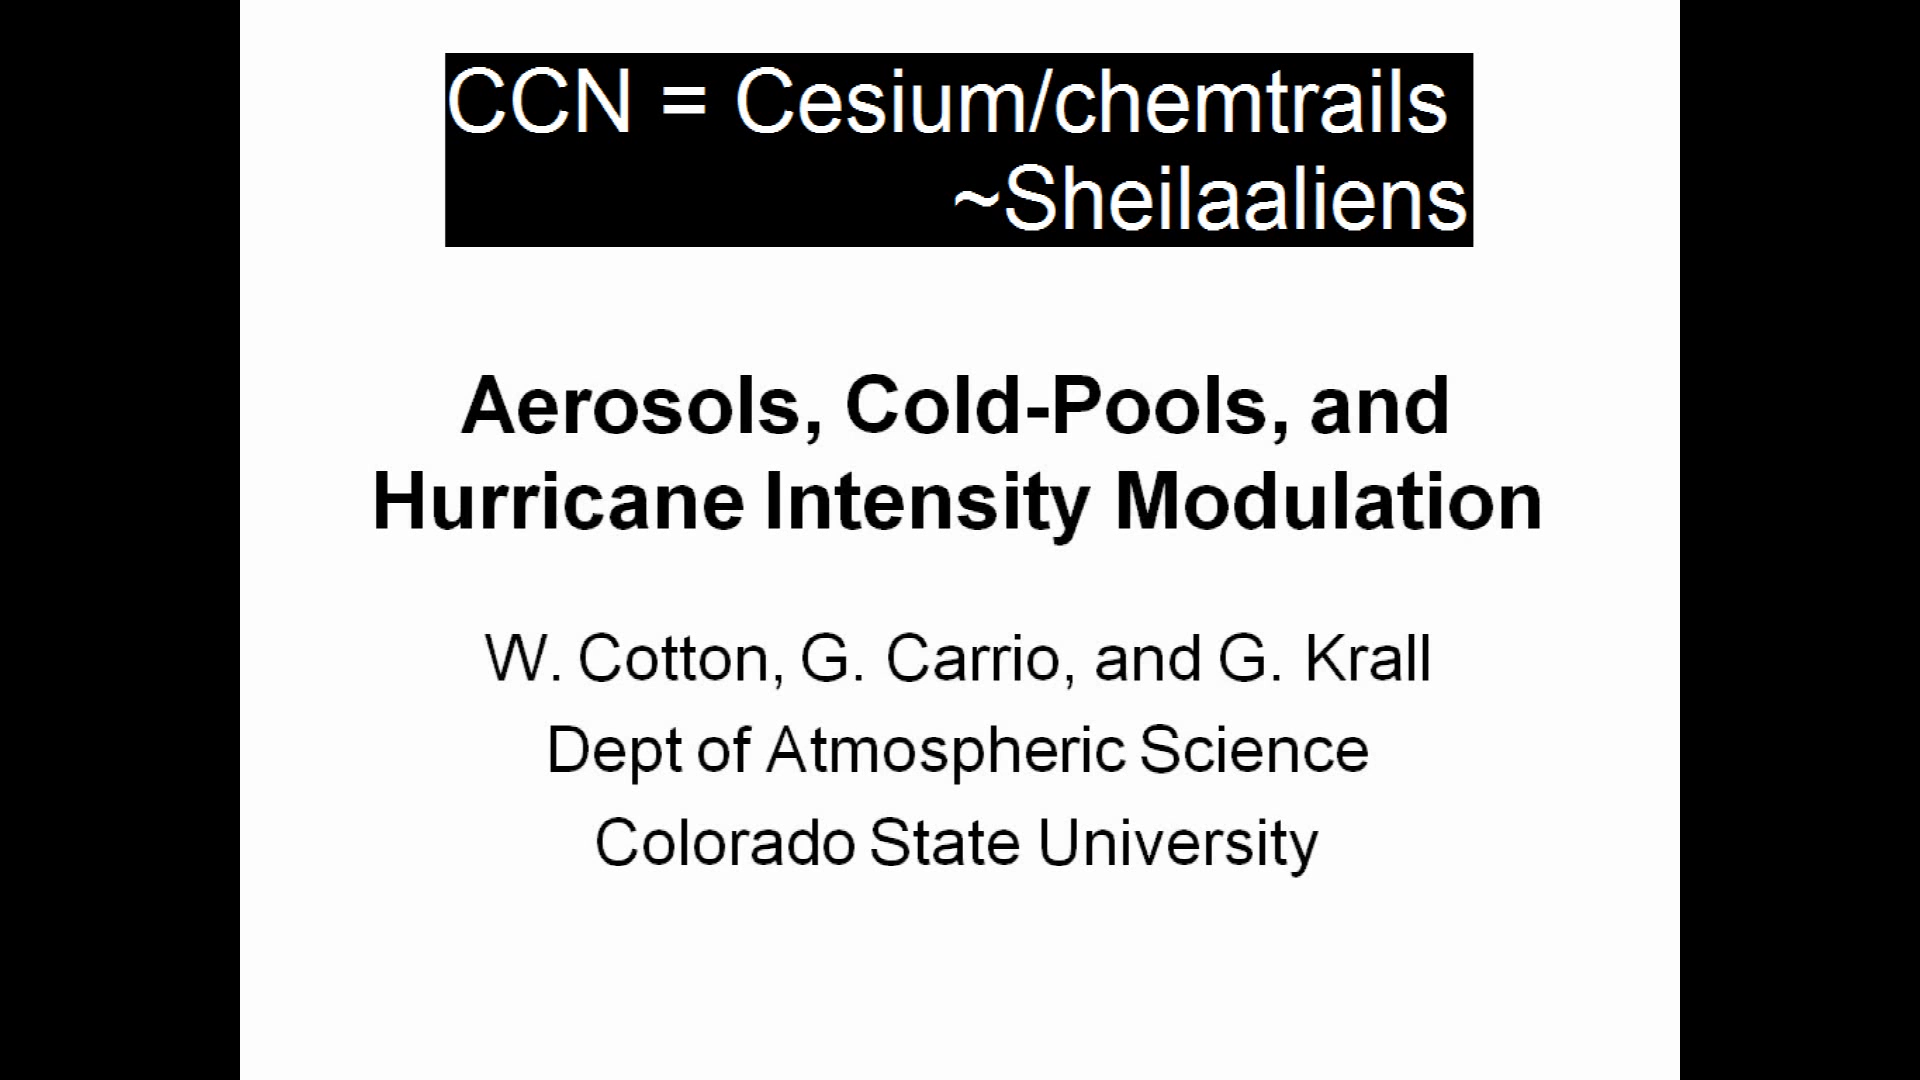 CCN = Cesium/chemtrails
~Sheilaaliens
Aerosols, Cold-Pools, and
Hurricane Intensity Modulation
W. Cotton, G. Carrio, and G. Krall
Dept of Atmospheric Science
Colorado State University